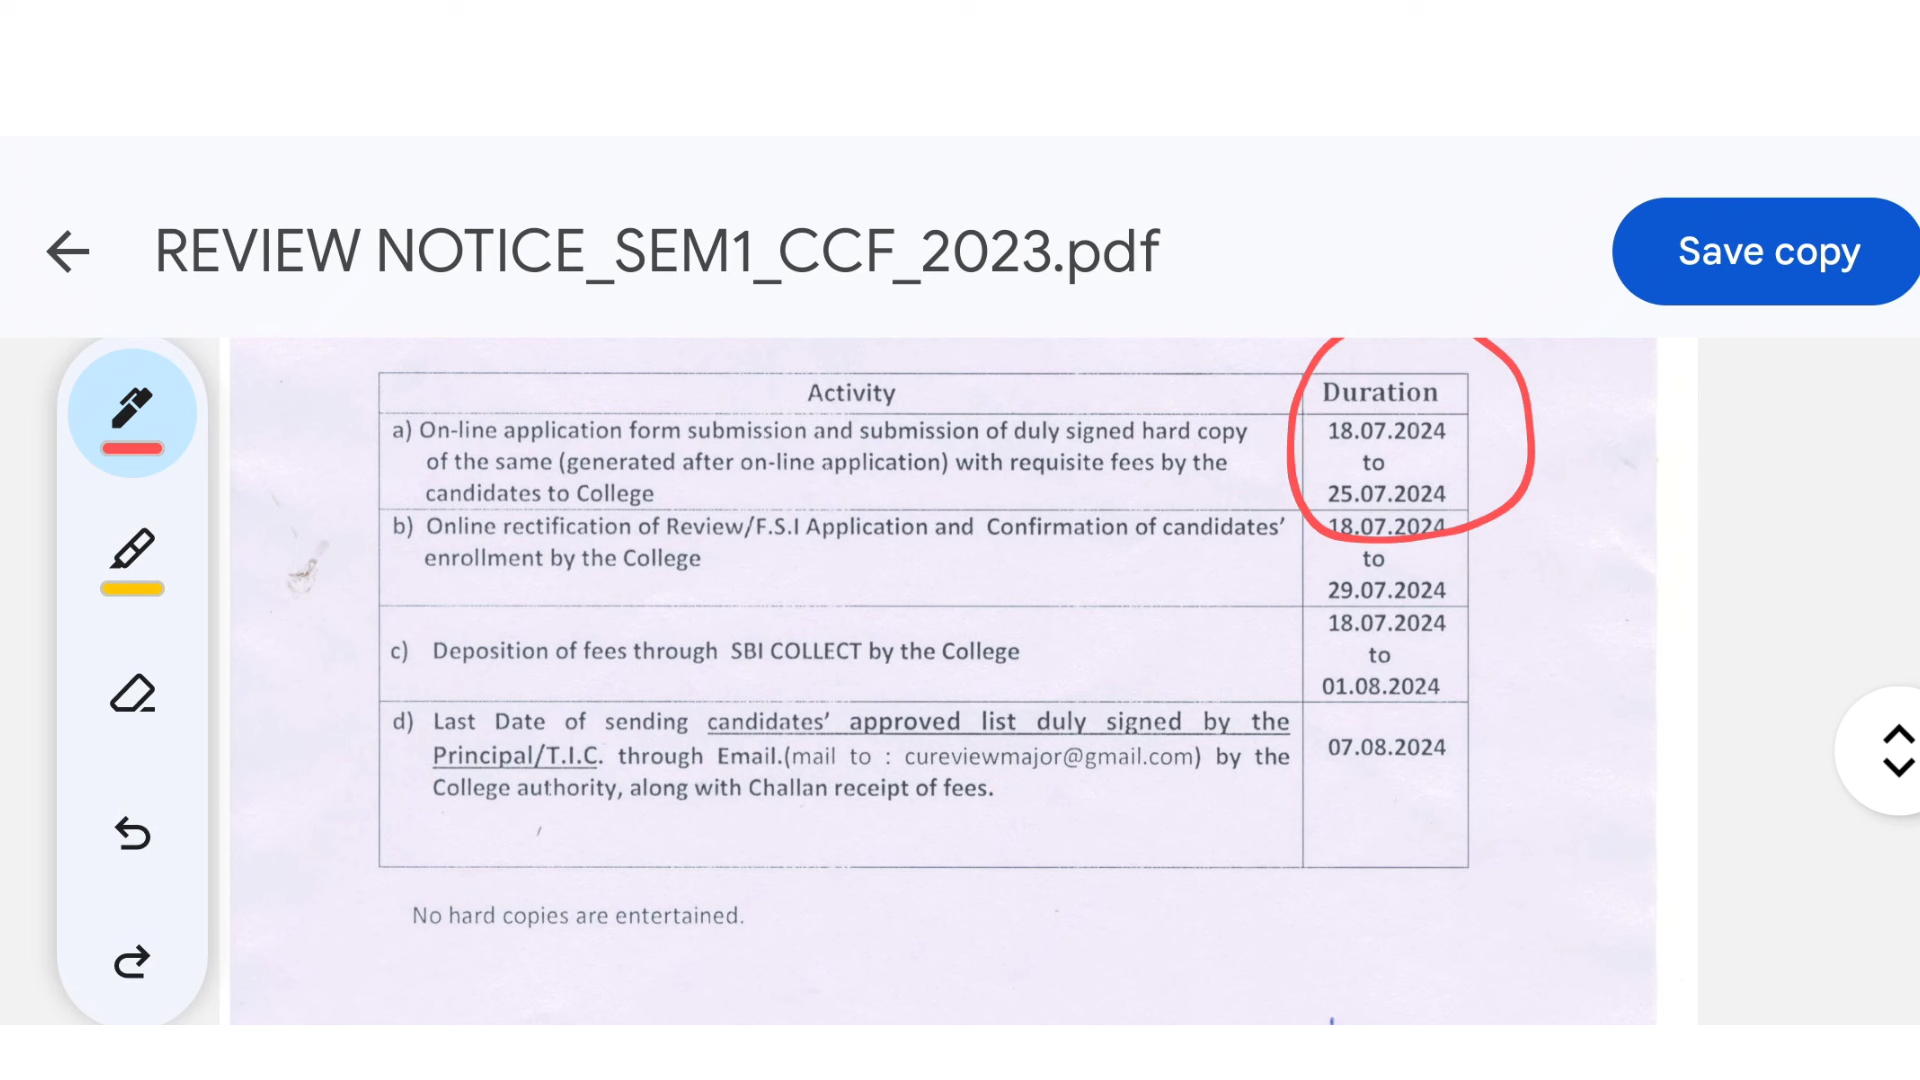 REVIEW NOTICE_SEM1_CCF_2023.pdf
Save copy
Activity
Duration
a) On-line application form submission and submission of duly signed hard copy
of the same (generated after on-line application) with requisite fees by the
candidates to College
18.07.2024
to
25.07.2024
b) Online rectification of Review/F.S.I Application and Confirmation of candidates'
enrollment by the College
18.07.2024
to
29.07.2024
c) Deposition of fees through SBI COLLECT by the College
18.07.2024
to
01.08.2024
d) Last Date of sending candidates' approved list duly signed by the
Principal/T.I.C. through Email.(mail to : cureviewmajor@gmail.com) by the
College authority, along with Challan receipt of fees.
07.08.2024
No hard copies are entertained.